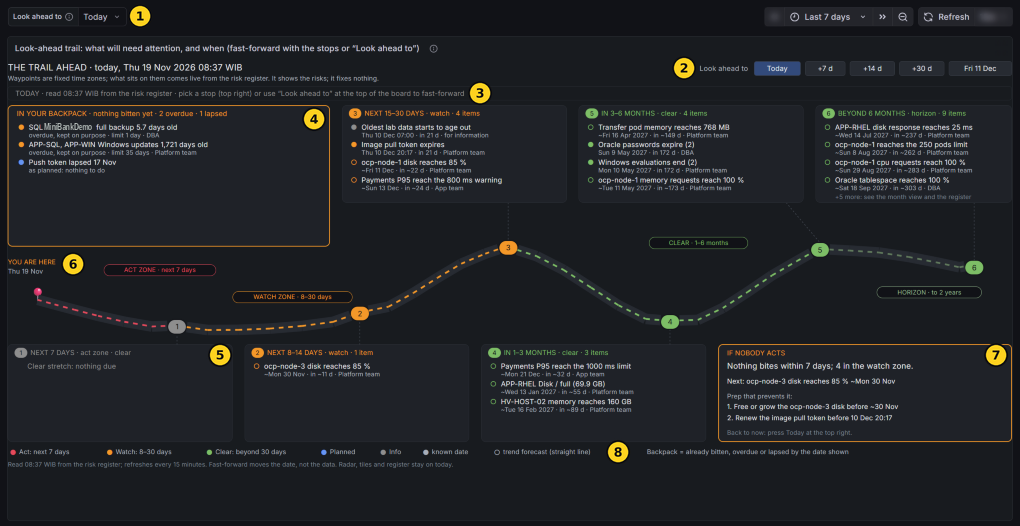 Look ahead to Today 1
Last 7 days Refresh
Look-ahead trail: what will need attention, and when (fast-forward with the stops or "Look ahead to")
THE TRAIL AHEAD · today, Thu 19 Nov 2026 08:37 WIB
Waypoints are fixed time zones; what sits on them comes live from the risk register. It shows the risks; it fixes nothing.
2 Look ahead to Today +7 d +14 d +30 d Fri 11 Dec
TODAY · read 08:37 WIB from the risk register · pick a stop (top right) or use "Look ahead to" at the top of the board to fast-forward 3
IN YOUR BACKPACK · nothing bitten yet · 2 overdue · 1 lapsed
4
SQL MiniBankDemo full backup 5.7 days old
overdue, kept on purpose · limit 1 day · DBA
APP-SQL, APP-WIN Windows updates 1,721 days old
overdue, kept on purpose · limit 35 days · Platform team
Push token lapsed 17 Nov
as planned: nothing to do
3 NEXT 15–30 DAYS · watch · 4 items
Oldest lab data starts to age out
Thu 10 Dec 07:00 · in 21 d · for information
Image pull token expires
Thu 10 Dec 20:17 · in 21 d · Platform team
ocp-node-1 disk reaches 85 %
~Fri 11 Dec · in ~22 d · Platform team
Payments P95 reach the 800 ms warning
~Sun 13 Dec · in ~24 d · App team
5 IN 3–6 MONTHS · clear · 4 items
Transfer pod memory reaches 768 MB
~Fri 16 Apr 2027 · in ~149 d · Platform team
Oracle passwords expire (2)
Sun 9 May 2027 · in 172 d · DBA
Windows evaluations end (2)
Mon 10 May 2027 · in 172 d · Platform team
ocp-node-1 memory requests reach 100 %
~Tue 11 May 2027 · in ~173 d · Platform team
6 BEYOND 6 MONTHS · horizon · 9 items
APP-RHEL disk response reaches 25 ms
~Wed 14 Jul 2027 · in ~237 d · Platform team
ocp-node-1 reaches the 250 pods limit
~Sun 8 Aug 2027 · in ~262 d · Platform team
ocp-node-1 cpu requests reach 100 %
~Sun 29 Aug 2027 · in ~283 d · Platform team
Oracle tablespace reaches 100 %
~Sat 18 Sep 2027 · in ~303 d · DBA
+5 more: see the month view and the register
YOU ARE HERE
Thu 19 Nov
6
ACT ZONE · next 7 days
WATCH ZONE · 8–30 days
CLEAR · 1–6 months
HORIZON · to 2 years
1
2
3
4
5
6
1 NEXT 7 DAYS · act zone · clear
5
Clear stretch: nothing due
2 NEXT 8–14 DAYS · watch · 1 item
ocp-node-3 disk reaches 85 %
~Mon 30 Nov · in ~11 d · Platform team
4 IN 1–3 MONTHS · clear · 3 items
Payments P95 reach the 1000 ms limit
~Mon 21 Dec · in ~32 d · App team
APP-RHEL Disk / full (69.9 GB)
~Wed 13 Jan 2027 · in ~55 d · Platform team
HV-HOST-02 memory reaches 160 GB
~Tue 16 Feb 2027 · in ~89 d · Platform team
IF NOBODY ACTS
7
Nothing bites within 7 days; 4 in the watch zone.
Next: ocp-node-3 disk reaches 85 % ~Mon 30 Nov
Prep that prevents it:
1. Free or grow the ocp-node-3 disk before ~30 Nov
2. Renew the image pull token before 10 Dec 20:17
Back to now: press Today at the top right.
Act: next 7 days Watch: 8–30 days Clear: beyond 30 days Planned Info known date trend forecast (straight line) 8 Backpack = already bitten, overdue or lapsed by the date shown
Read 08:37 WIB from the risk register; refreshes every 15 minutes. Fast-forward moves the date, not the data. Radar, tiles and register stay on today.